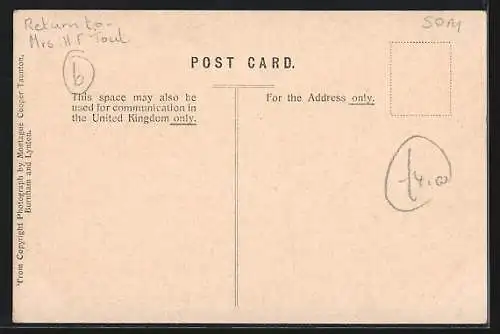 Return to -
Mrs H F Toul
6
SOM
POST CARD.
This space may also be
used for communication in
the United Kingdom only.
For the Address only.
£4.00
From Copyright Photograph by Montague Cooper Taunton,
Burnham and Lynton.